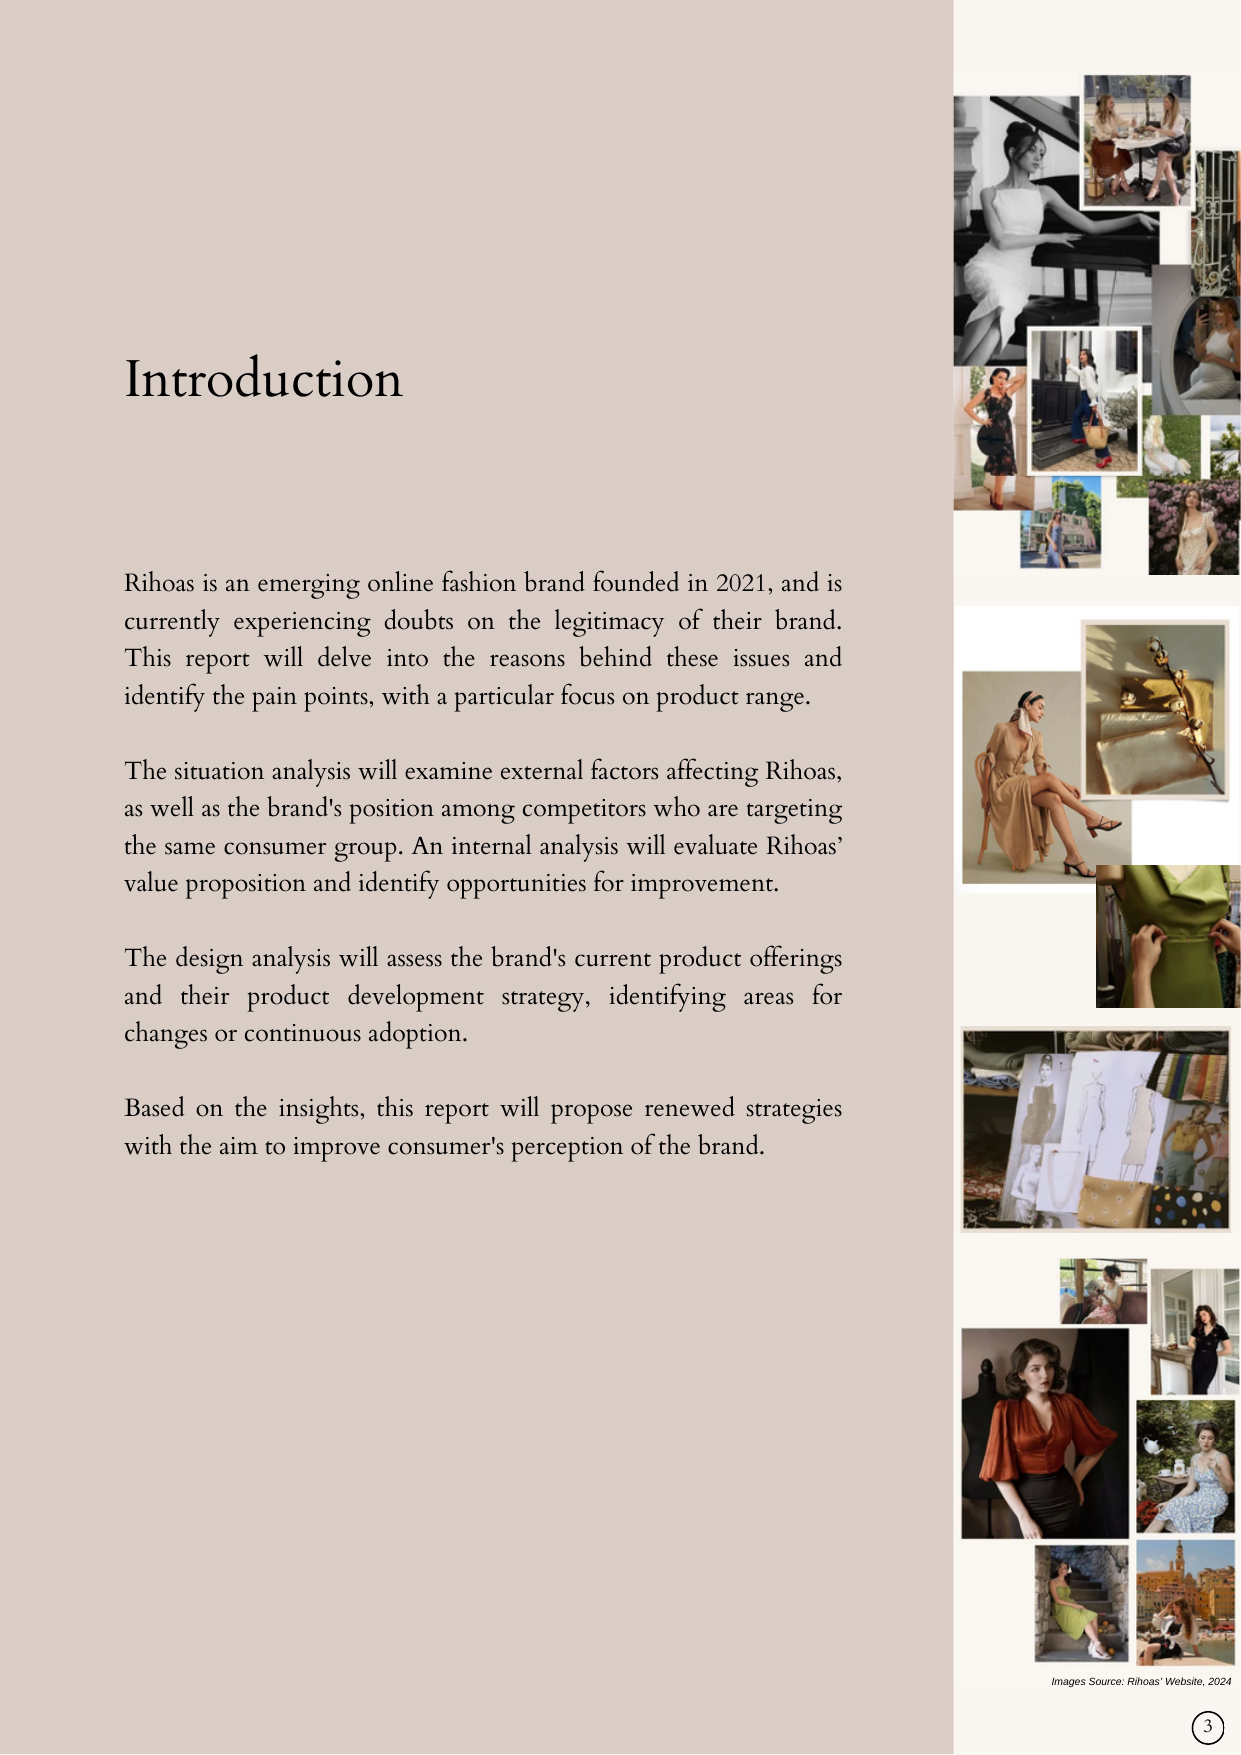 Introduction
Rihoas is an emerging online fashion brand founded in 2021, and is
currently experiencing doubts on the legitimacy of their brand.
This report will delve into the reasons behind these issues and
identify the pain points, with a particular focus on product range.
The situation analysis will examine external factors affecting Rihoas,
as well as the brand's position among competitors who are targeting
the same consumer group. An internal analysis will evaluate Rihoas’
value proposition and identify opportunities for improvement.
The design analysis will assess the brand's current product offerings
and their product development strategy, identifying areas for
changes or continuous adoption.
Based on the insights, this report will propose renewed strategies
with the aim to improve consumer's perception of the brand.
Images Source: Rihoas' Website, 2024
3